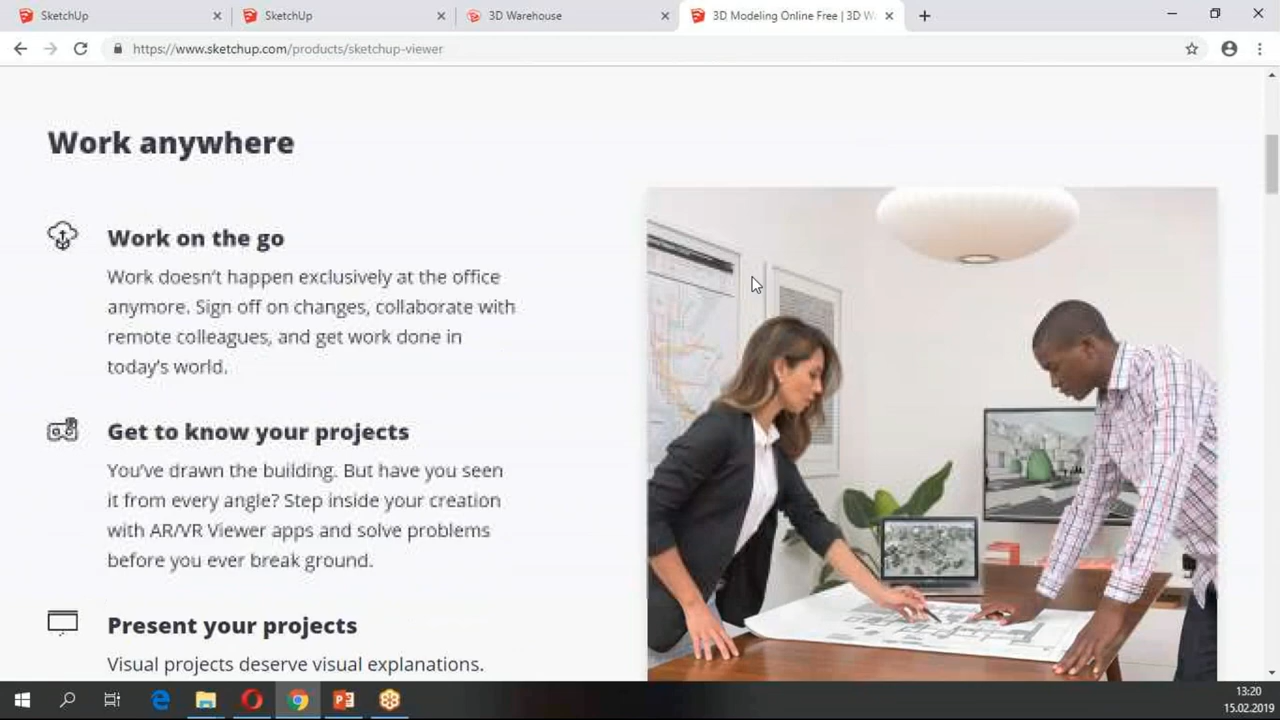 SketchUp
SketchUp
3D Warehouse
3D Modeling Online Free | 3D W
https://www.sketchup.com/products/sketchup-viewer
Work anywhere
Work on the go
Work doesn't happen exclusively at the office
anymore. Sign off on changes, collaborate with
remote colleagues, and get work done in
today's world.
Get to know your projects
You've drawn the building. But have you seen
it from every angle? Step inside your creation
with AR/VR Viewer apps and solve problems
before you ever break ground.
Present your projects
Visual projects deserve visual explanations.
13:20
15.02.2019